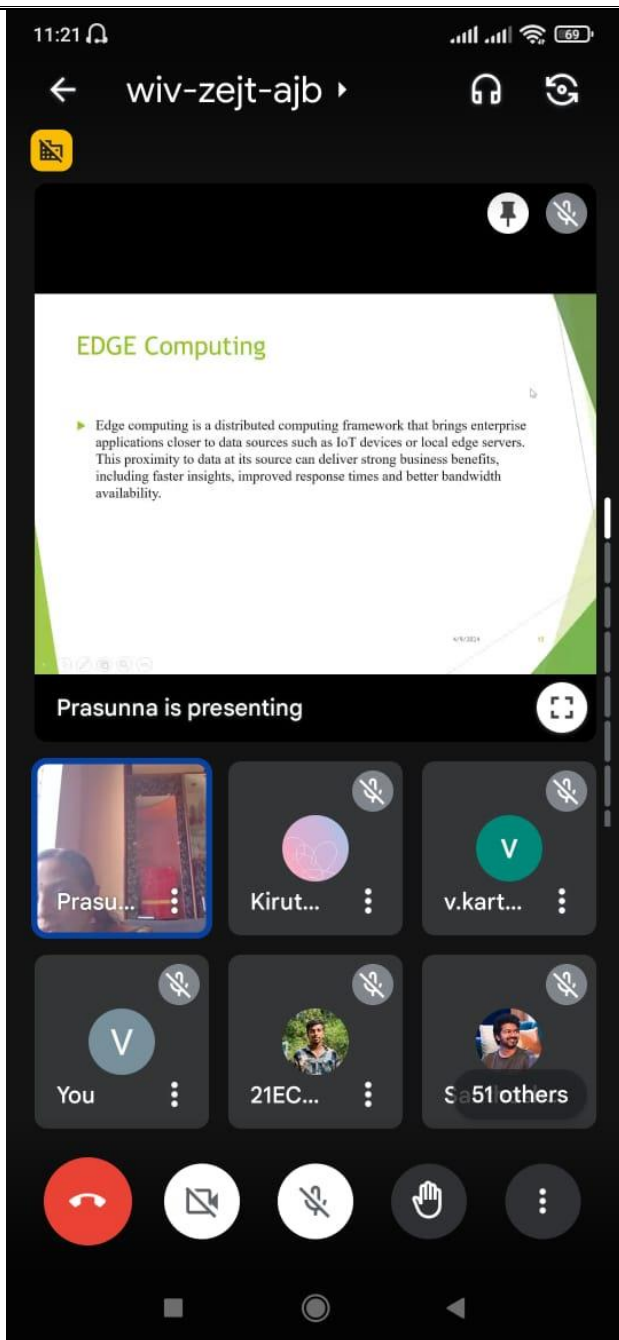 11:21
69
wiv-zejt-ajb
EDGE Computing
Edge computing is a distributed computing framework that brings enterprise
applications closer to data sources such as IoT devices or local edge servers.
This proximity to data at its source can deliver strong business benefits,
including faster insights, improved response times and better bandwidth
availability.
4/9/2024
Prasunna is presenting
Prasu...
Kirut...
V
v.kart...
V
You
21EC...
51 others